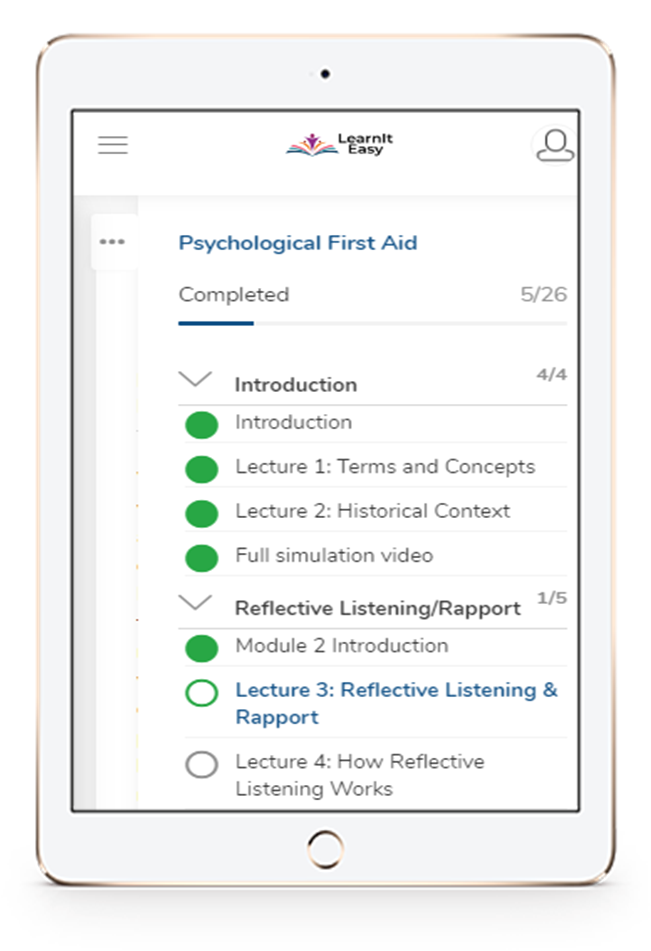 LearnIt
Easy
Psychological First Aid
Completed 5/26
Introduction 4/4
Introduction
Lecture 1: Terms and Concepts
Lecture 2: Historical Context
Full simulation video
Reflective Listening/Rapport 1/5
Module 2 Introduction
Lecture 3: Reflective Listening &
Rapport
Lecture 4: How Reflective
Listening Works